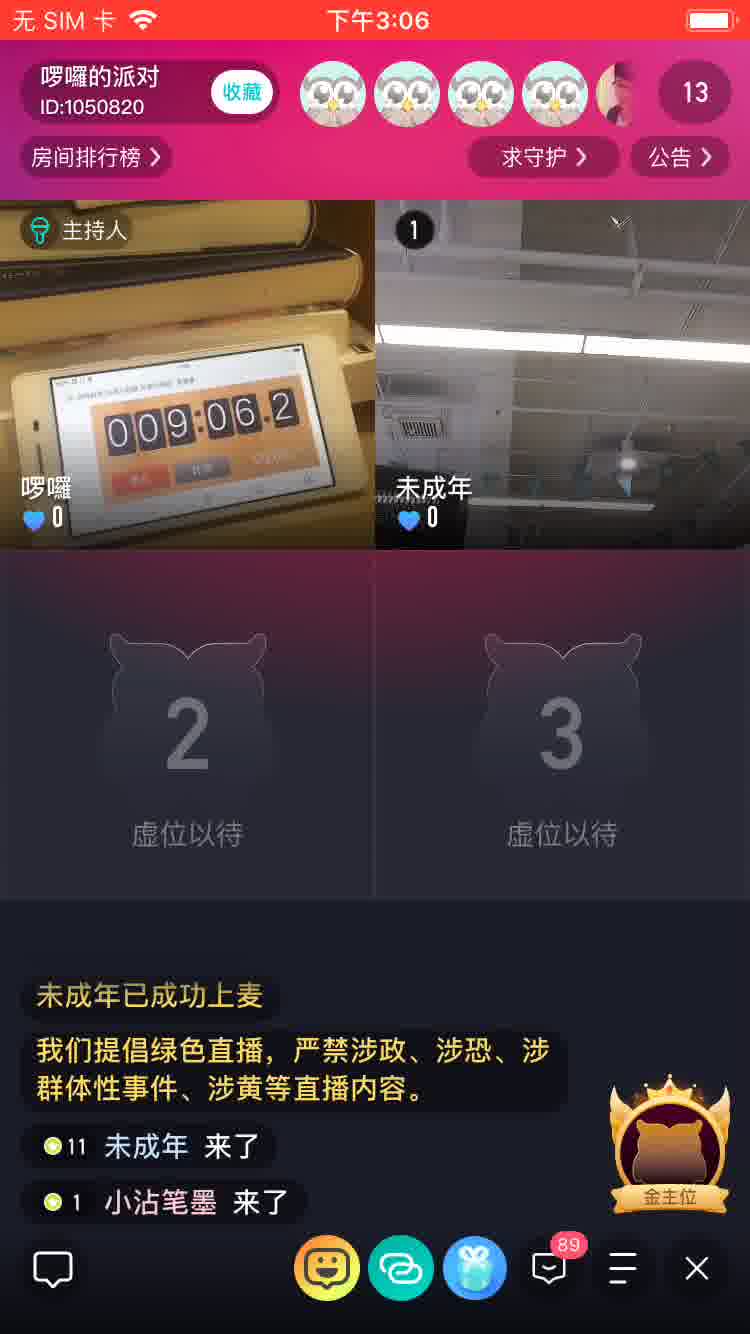 无 SIM 卡
下午3:06
啰囉的派对
ID:1050820
收藏
13
房间排行榜
求守护
公告
主持人
1
009:06.2
啰囉
0
未成年
0
2
虚位以待
3
虚位以待
未成年已成功上麦
我们提倡绿色直播，严禁涉政、涉恐、涉
群体性事件、涉黄等直播内容。
11 未成年 来了
1 小沾笔墨 来了
金主位
89